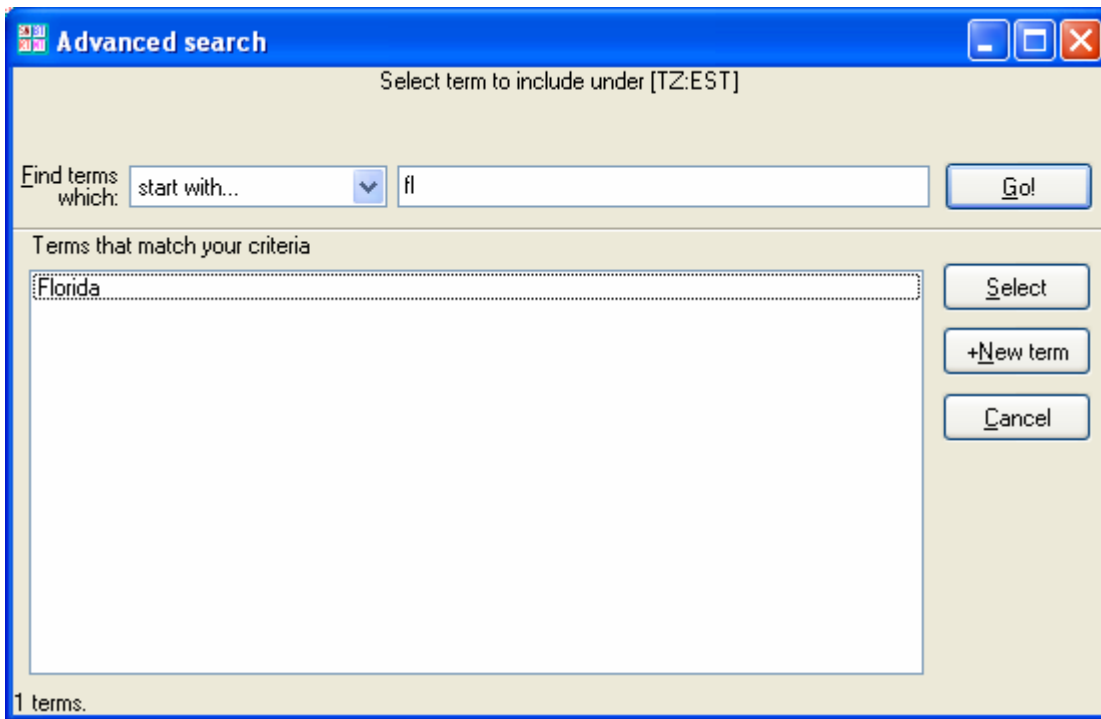 Advanced search
Select term to include under [TZ:EST]
Find terms
which:
start with...
fl
Go!
Terms that match your criteria
Florida
Select
+New term
Cancel
1 terms.